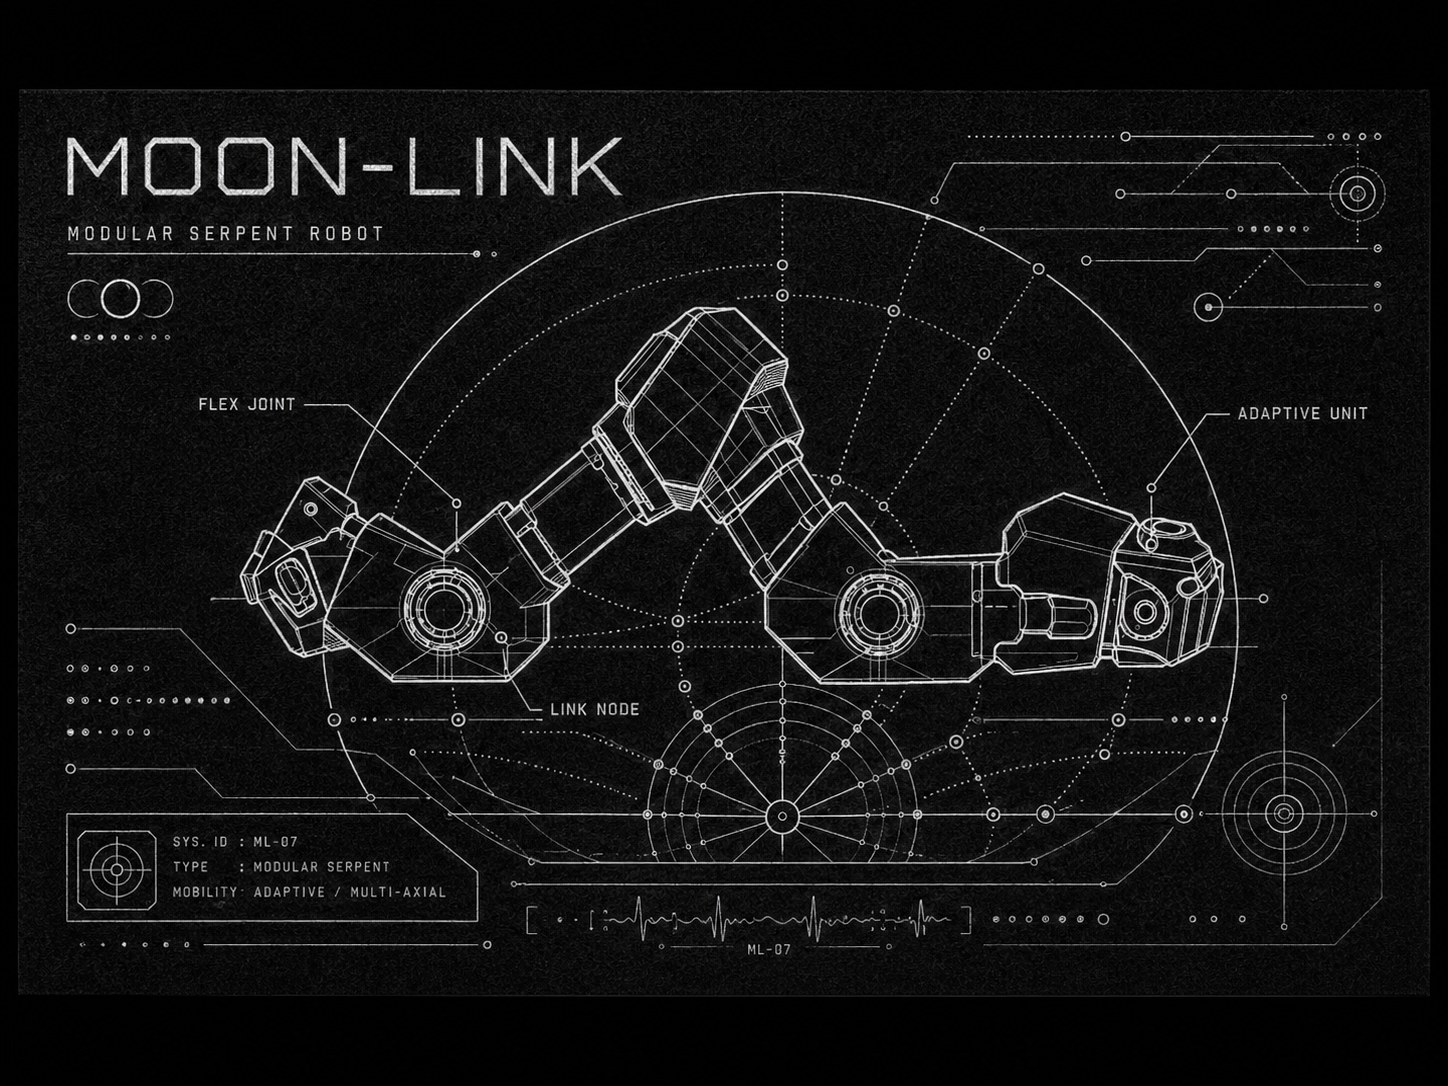 MOON-LINK
MODULAR SERPENT ROBOT
FLEX JOINT
ADAPTIVE UNIT
LINK NODE
SYS. ID : ML-07
TYPE : MODULAR SERPENT
MOBILITY: ADAPTIVE / MULTI-AXIAL
ML-07